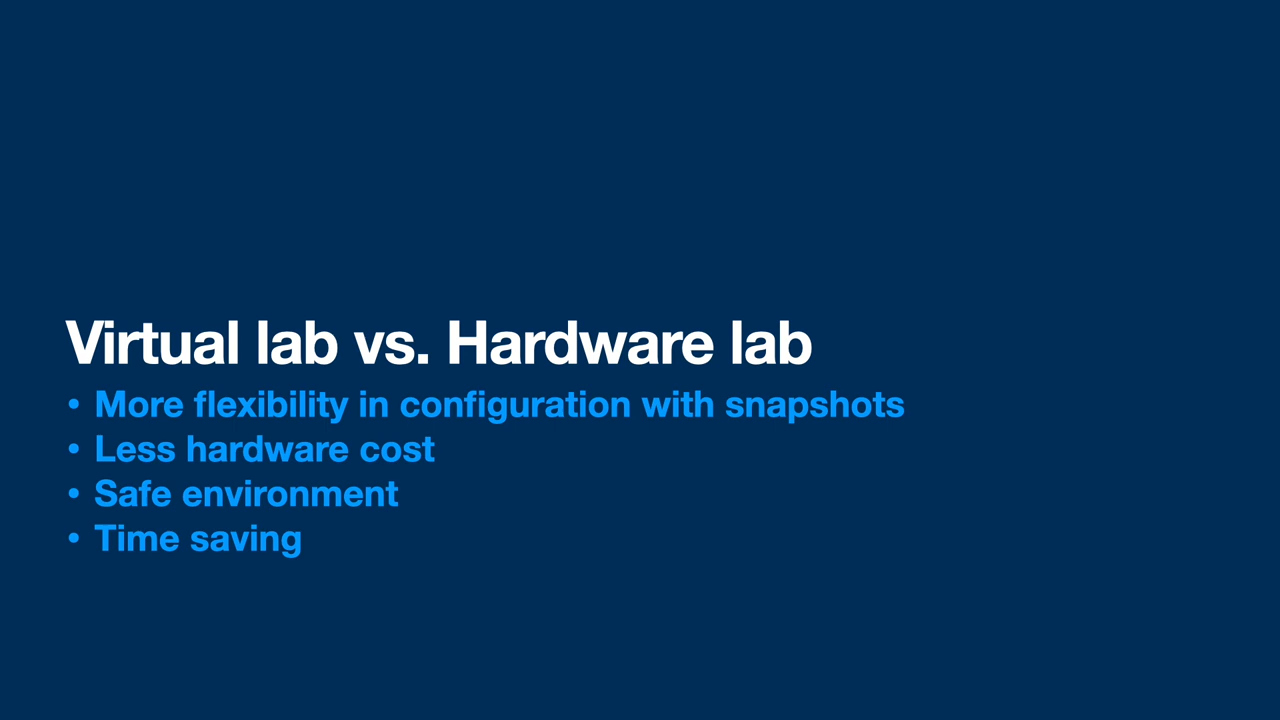 Virtual lab vs. Hardware lab
• More flexibility in configuration with snapshots
• Less hardware cost
• Safe environment
• Time saving